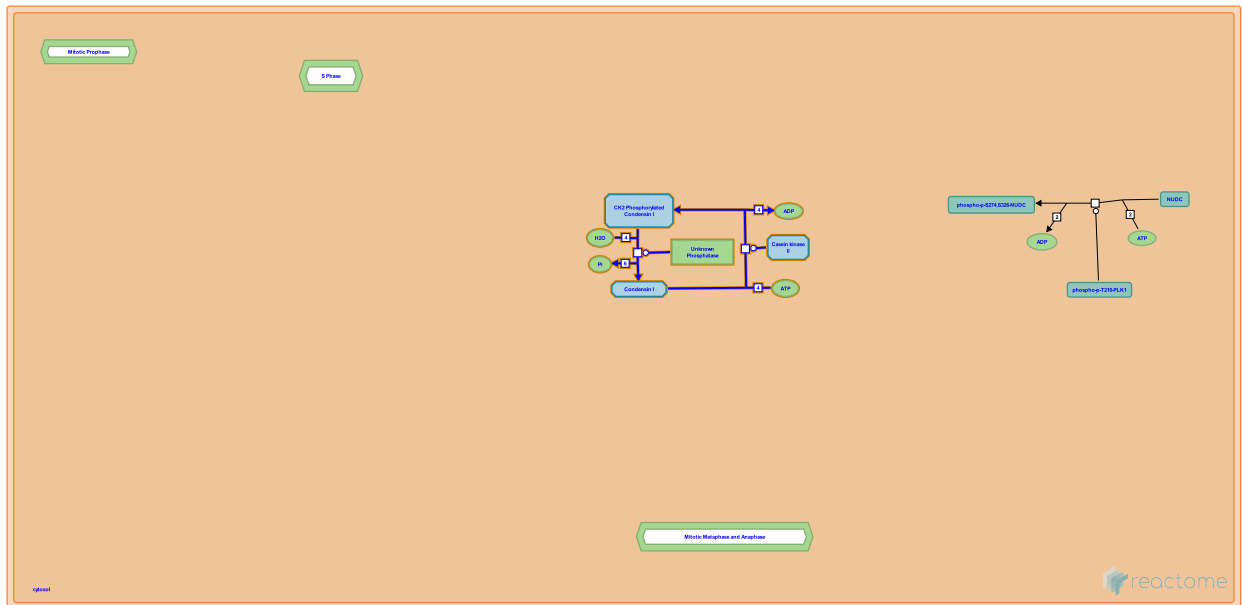 Mitotic Prophase
S Phase
CK2 Phosphorylated
Condensin I
4
ADP
H2O
4
Unknown
Phosphatase
Casein kinase
II
Pi
6
Condensin I
4
ATP
phospho-p-S274,S326-NUDC
NUDC
2
2
ADP
ATP
phospho-p-T210-PLK1
Mitotic Metaphase and Anaphase
cytosol
reactome